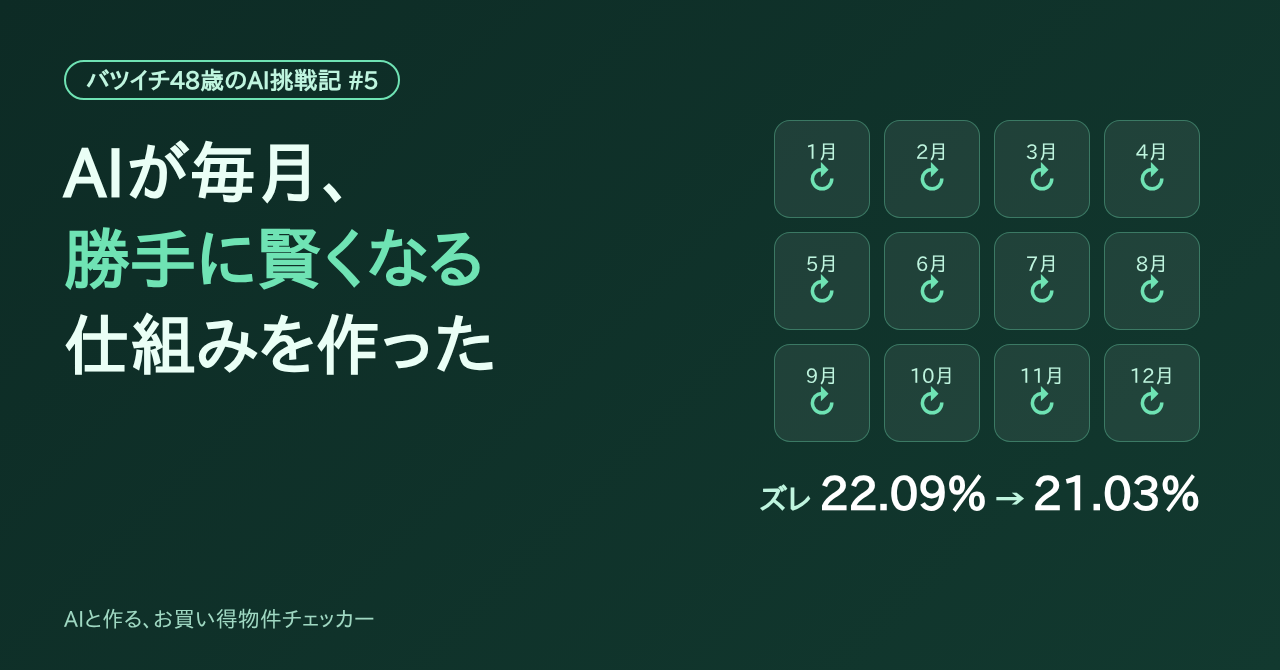 バツイチ48歳のAI挑戦記 #5
AIが毎月、
勝手に賢くなる
仕組みを作った
1月 2月 3月 4月
5月 6月 7月 8月
9月 10月 11月 12月
ズレ 22.09% → 21.03%
AIと作る、お買い得物件チェッカー